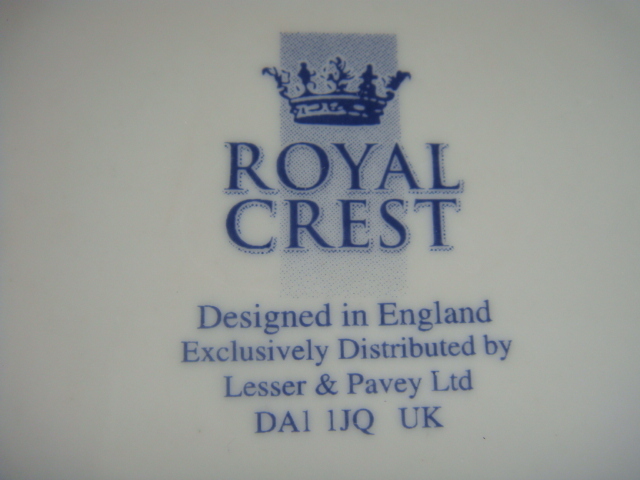 ROYAL
CREST
Designed in England
Exclusively Distributed by
Lesser & Pavey Ltd
DA1 1JQ UK